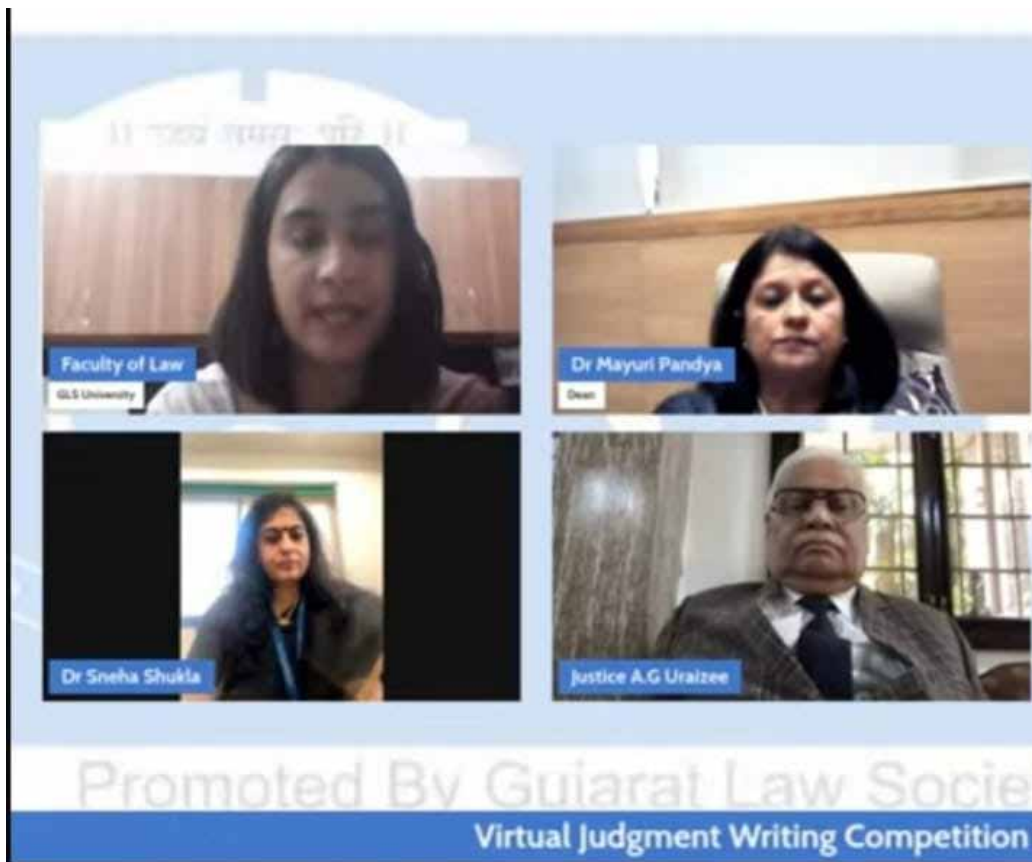 Faculty of Law
GLS University
Dr Mayuri Pandya
Dean
Dr Sneha Shukla
Justice A.G Uraizee
Promoted By Gujarat Law Socie
Virtual Judgment Writing Competition